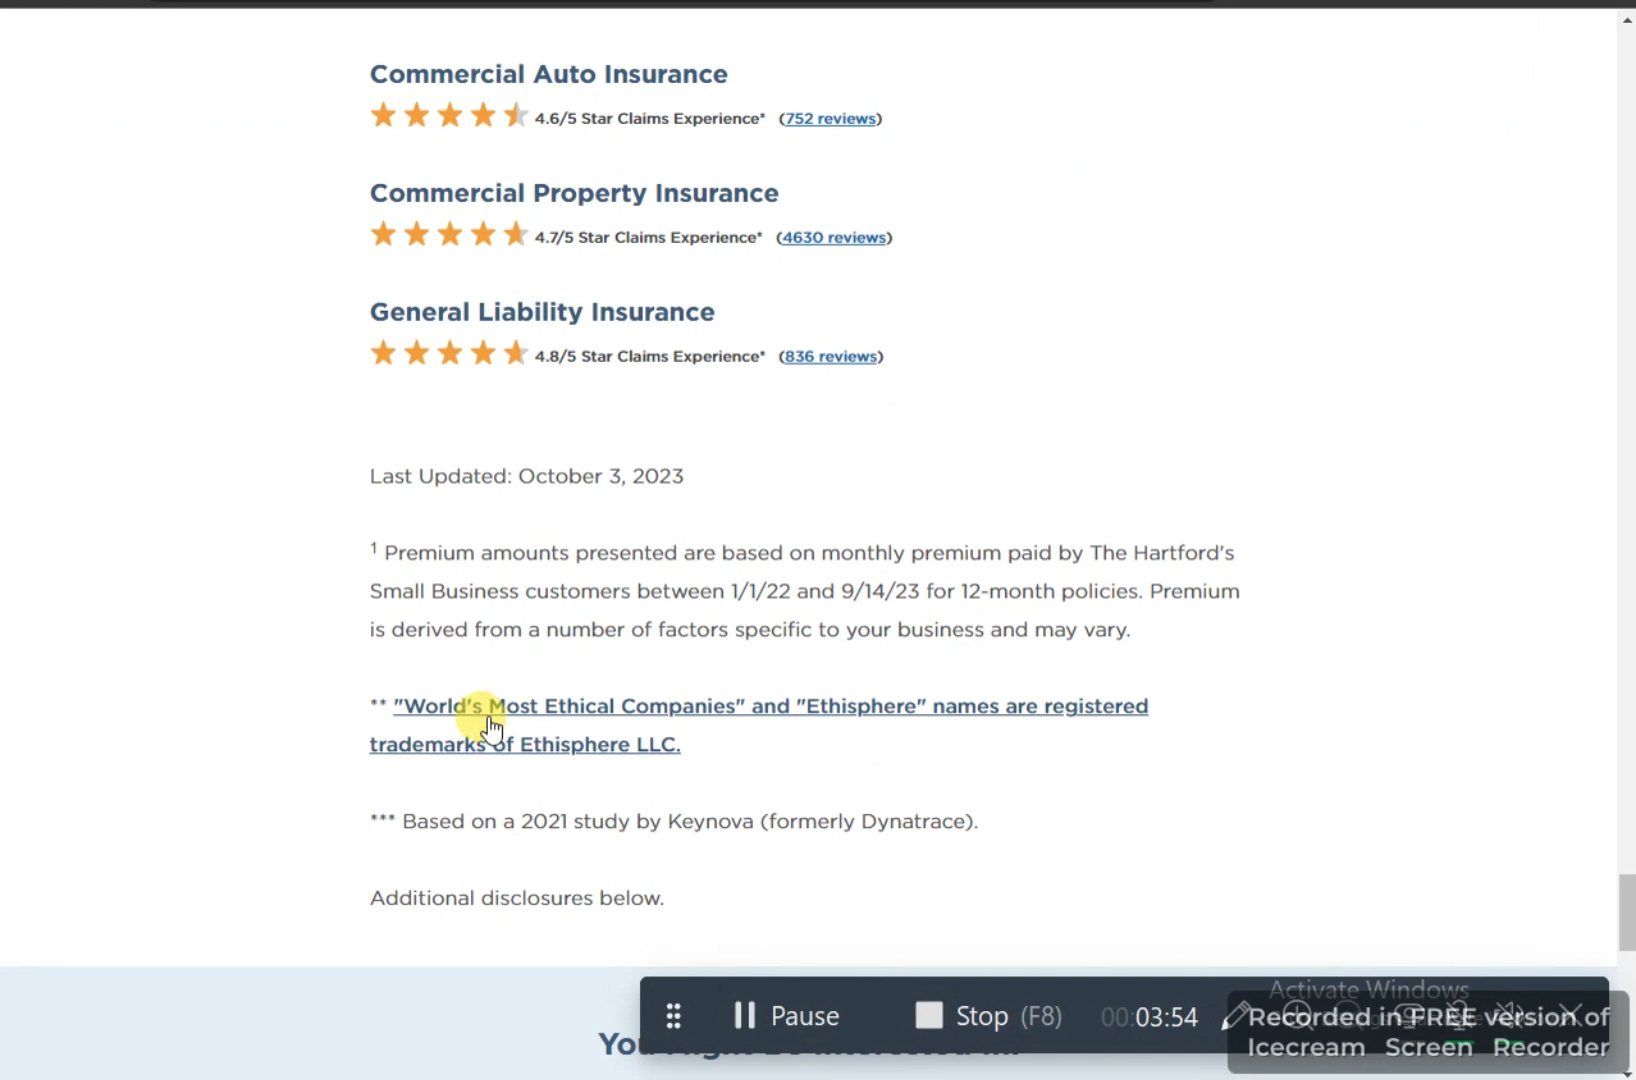 Commercial Auto Insurance
4.6/5 Star Claims Experience* (752 reviews)
Commercial Property Insurance
4.7/5 Star Claims Experience* (4630 reviews)
General Liability Insurance
4.8/5 Star Claims Experience* (836 reviews)
Last Updated: October 3, 2023
1 Premium amounts presented are based on monthly premium paid by The Hartford's
Small Business customers between 1/1/22 and 9/14/23 for 12-month policies. Premium
is derived from a number of factors specific to your business and may vary.
** "World's Most Ethical Companies" and "Ethisphere" names are registered
trademarks of Ethisphere LLC.
*** Based on a 2021 study by Keynova (formerly Dynatrace).
Additional disclosures below.
Activate Windows
Pause Stop (F8) 00:03:54
Recorded in FREE version of
Icecream Screen Recorder